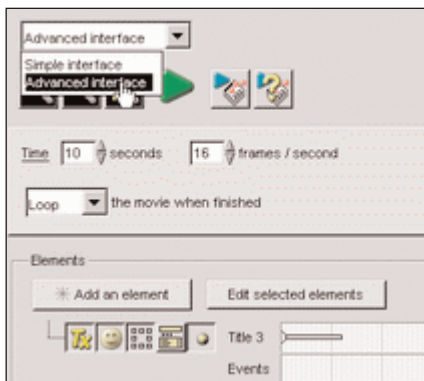 Advanced interface
Simple interface
Advanced interface
Time 10 seconds 16 frames / second
Loop the movie when finished
Elements
Add an element Edit selected elements
Tx Title 3
Events